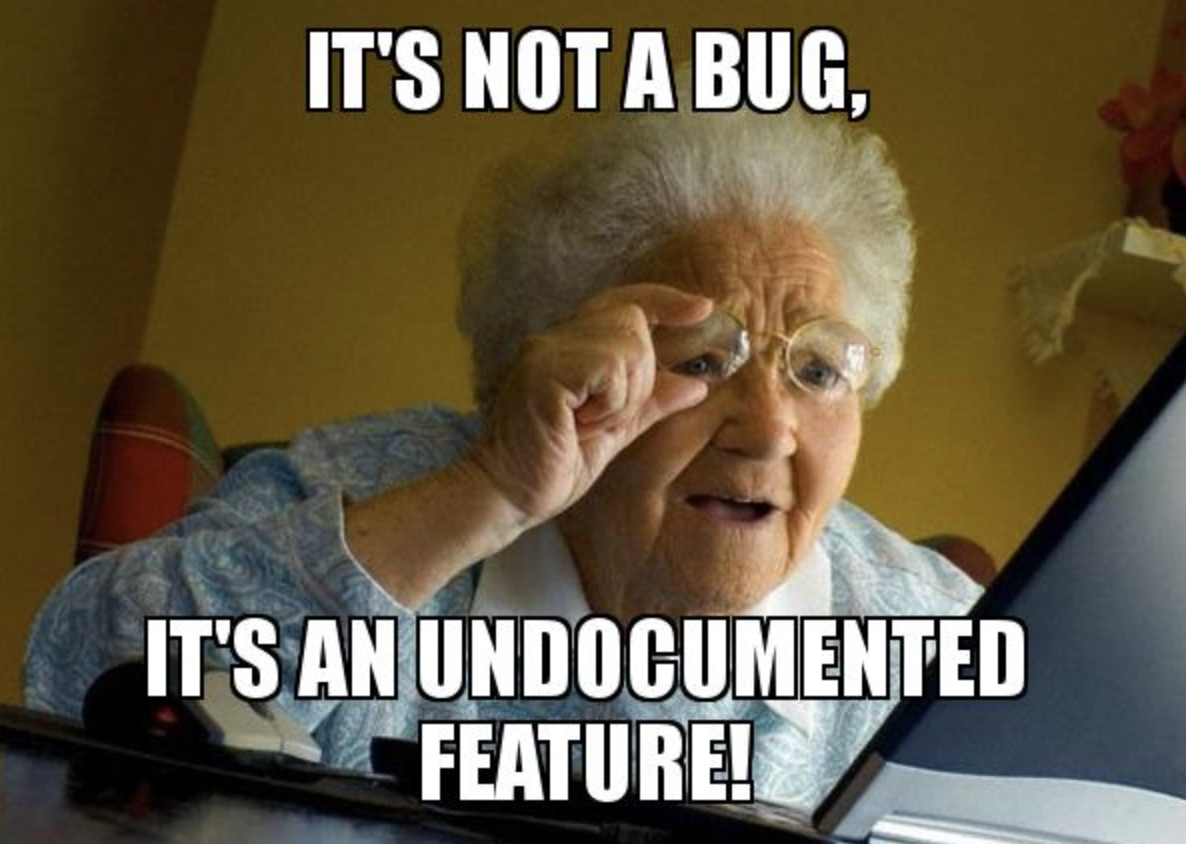 IT'S NOT A BUG,
IT'S AN UNDOCUMENTED
FEATURE!